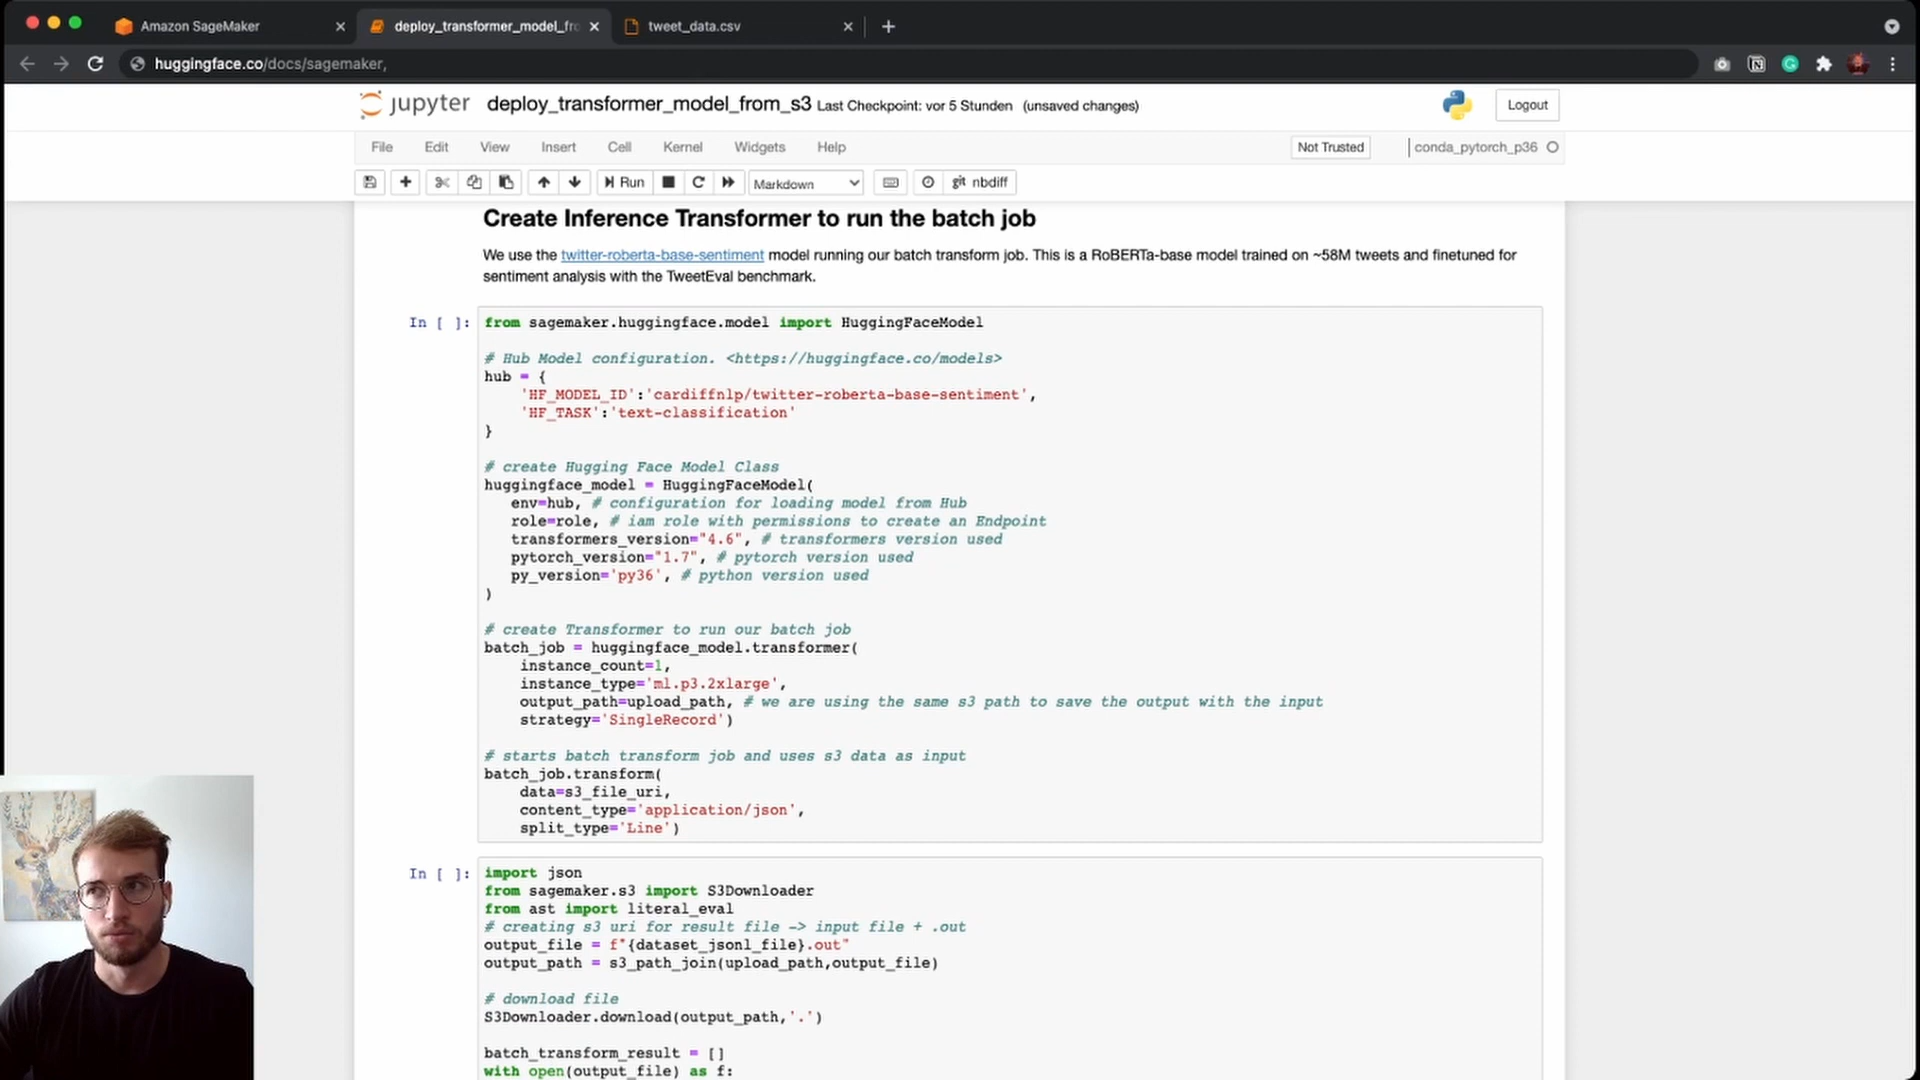 Amazon SageMaker
deploy_transformer_model_fr
tweet_data.csv
huggingface.co/docs/sagemaker,
jupyter deploy_transformer_model_from_s3 Last Checkpoint: vor 5 Stunden (unsaved changes)
Logout
File Edit View Insert Cell Kernel Widgets Help
Not Trusted
conda_pytorch_p36
Run
Markdown
git nbdiff
Create Inference Transformer to run the batch job
We use the twitter-roberta-base-sentiment model running our batch transform job. This is a RoBERTa-base model trained on ~58M tweets and finetuned for
sentiment analysis with the TweetEval benchmark.
In [ ]:
from sagemaker.huggingface.model import HuggingFaceModel
# Hub Model configuration. <https://huggingface.co/models>
hub = {
'HF_MODEL_ID':'cardiffnlp/twitter-roberta-base-sentiment',
'HF_TASK':'text-classification'
}
# create Hugging Face Model Class
huggingface_model = HuggingFaceModel(
env=hub, # configuration for loading model from Hub
role=role, # iam role with permissions to create an Endpoint
transformers_version="4.6", # transformers version used
pytorch_version="1.7", # pytorch version used
py_version='py36', # python version used
)
# create Transformer to run our batch job
batch_job = huggingface_model.transformer(
instance_count=1,
instance_type='ml.p3.2xlarge',
output_path=upload_path, # we are using the same s3 path to save the output with the input
strategy='SingleRecord')
# starts batch transform job and uses s3 data as input
batch_job.transform(
data=s3_file_uri,
content_type='application/json',
split_type='Line')
In [ ]:
import json
from sagemaker.s3 import S3Downloader
from ast import literal_eval
# creating s3 uri for result file -> input file + .out
output_file = f"{dataset_jsonl_file}.out"
output_path = s3_path_join(upload_path,output_file)
# download file
S3Downloader.download(output_path,'.')
batch_transform_result = []
with open(output_file) as f: